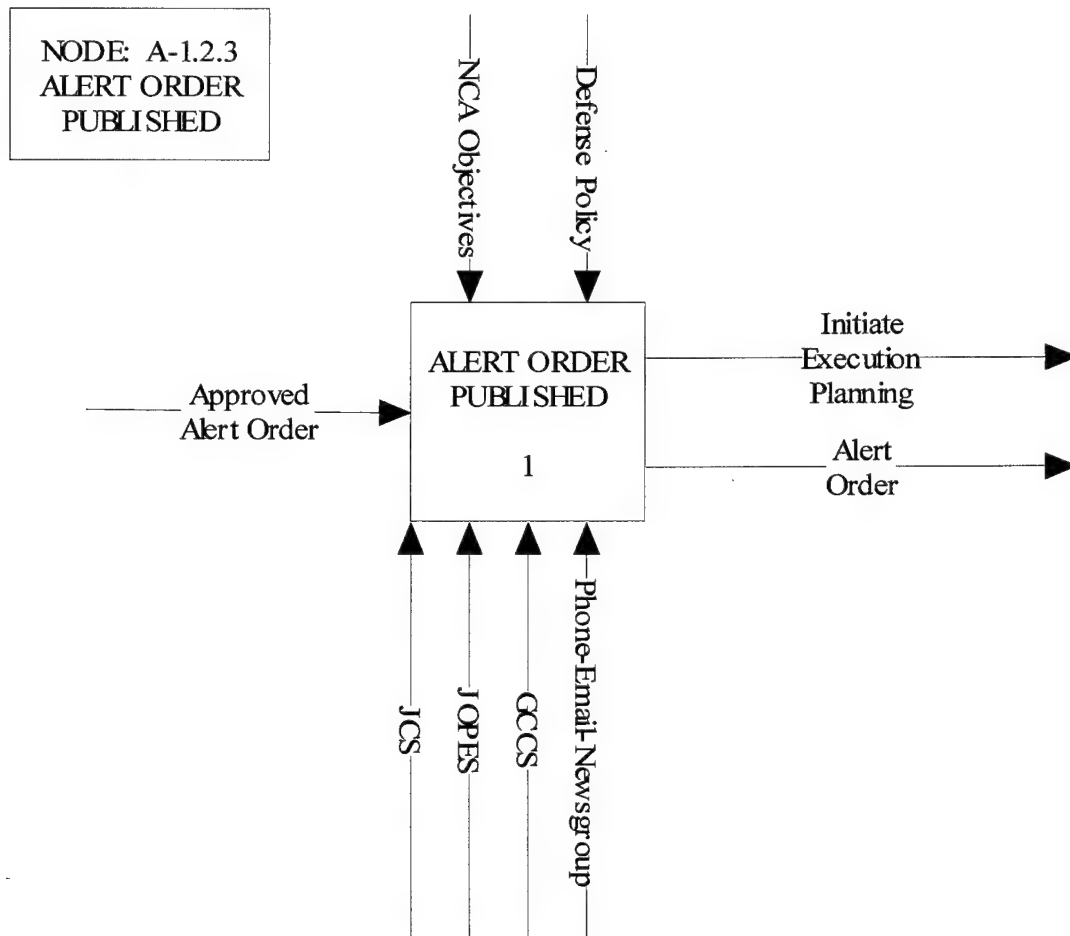 NODE: A-1.2.3
ALERT ORDER
PUBLISHED
NCA Objectives
Defense Policy
ALERT ORDER
PUBLISHED
1
Approved
Alert Order
Initiate
Execution
Planning
Alert
Order
JCS
JOPES
GCCS
Phone-Email-Newsgroup